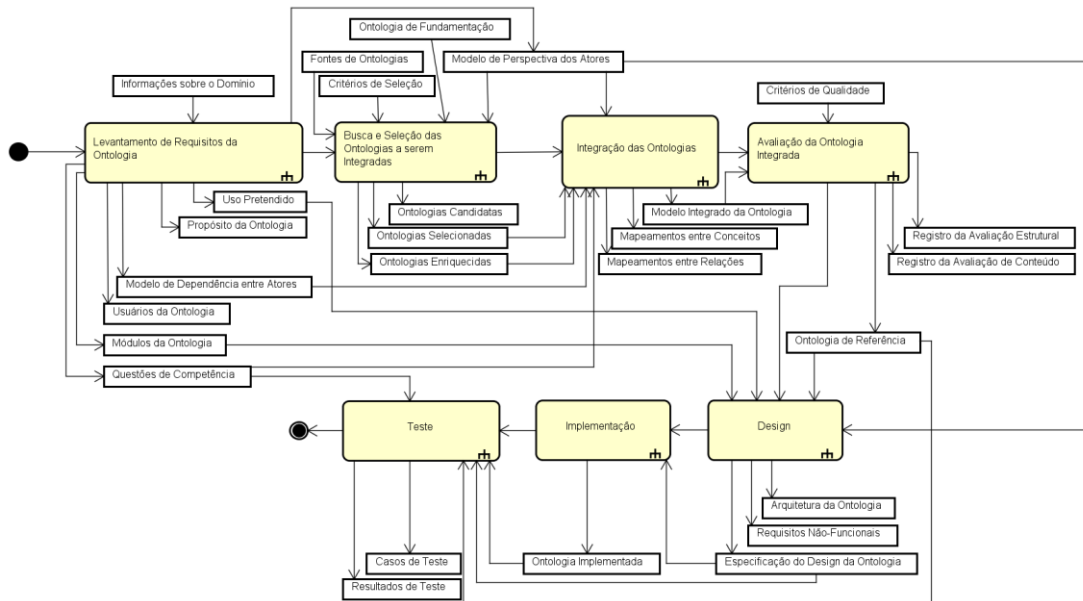 Ontologia de Fundamentação
Fontes de Ontologias
Modelo de Perspectiva dos Atores
Informações sobre o Domínio
Critérios de Seleção
Critérios de Qualidade
Levantamento de Requisitos da
Ontologia
Busca e Seleção das
Ontologias a serem
Integradas
Integração das Ontologias
Avaliação da Ontologia
Integrada
Uso Pretendido
Propósito da Ontologia
Ontologias Candidatas
Ontologias Selecionadas
Ontologias Enriquecidas
Modelo Integrado da Ontologia
Mapeamentos entre Conceitos
Mapeamentos entre Relações
Registro da Avaliação Estrutural
Registro da Avaliação de Conteúdo
Modelo de Dependência entre Atores
Usuários da Ontologia
Módulos da Ontologia
Questões de Competência
Ontologia de Referência
Teste
Implementação
Design
Arquitetura da Ontologia
Requisitos Não-Funcionais
Casos de Teste
Resultados de Teste
Ontologia Implementada
Especificação do Design da Ontologia